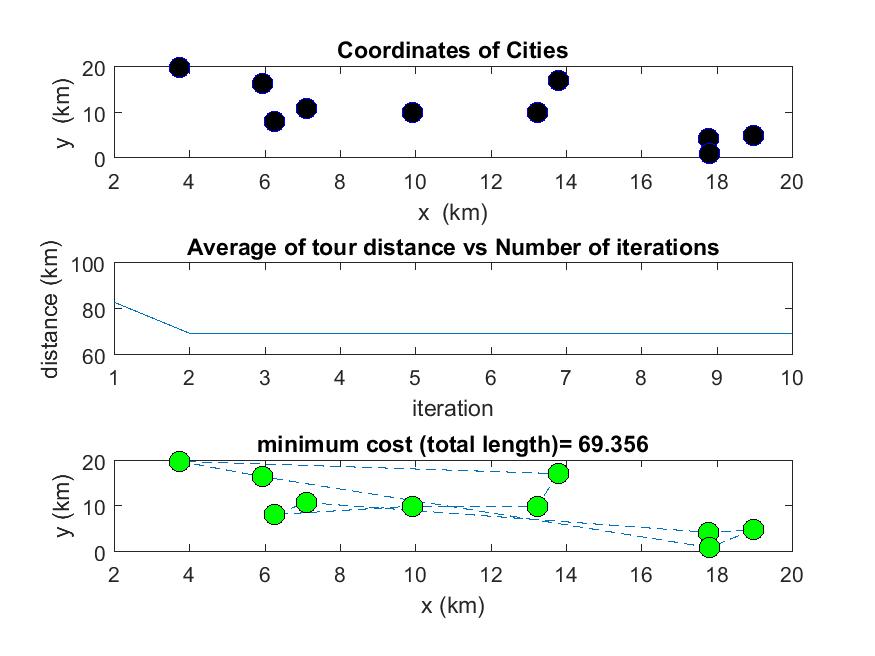 Coordinates of Cities
20
10
0
y (km)
2 4 6 8 10 12 14 16 18 20
x (km)
Average of tour distance vs Number of iterations
100
80
60
distance (km)
1 2 3 4 5 6 7 8 9 10
iteration
minimum cost (total length)= 69.356
20
10
0
y (km)
2 4 6 8 10 12 14 16 18 20
x (km)